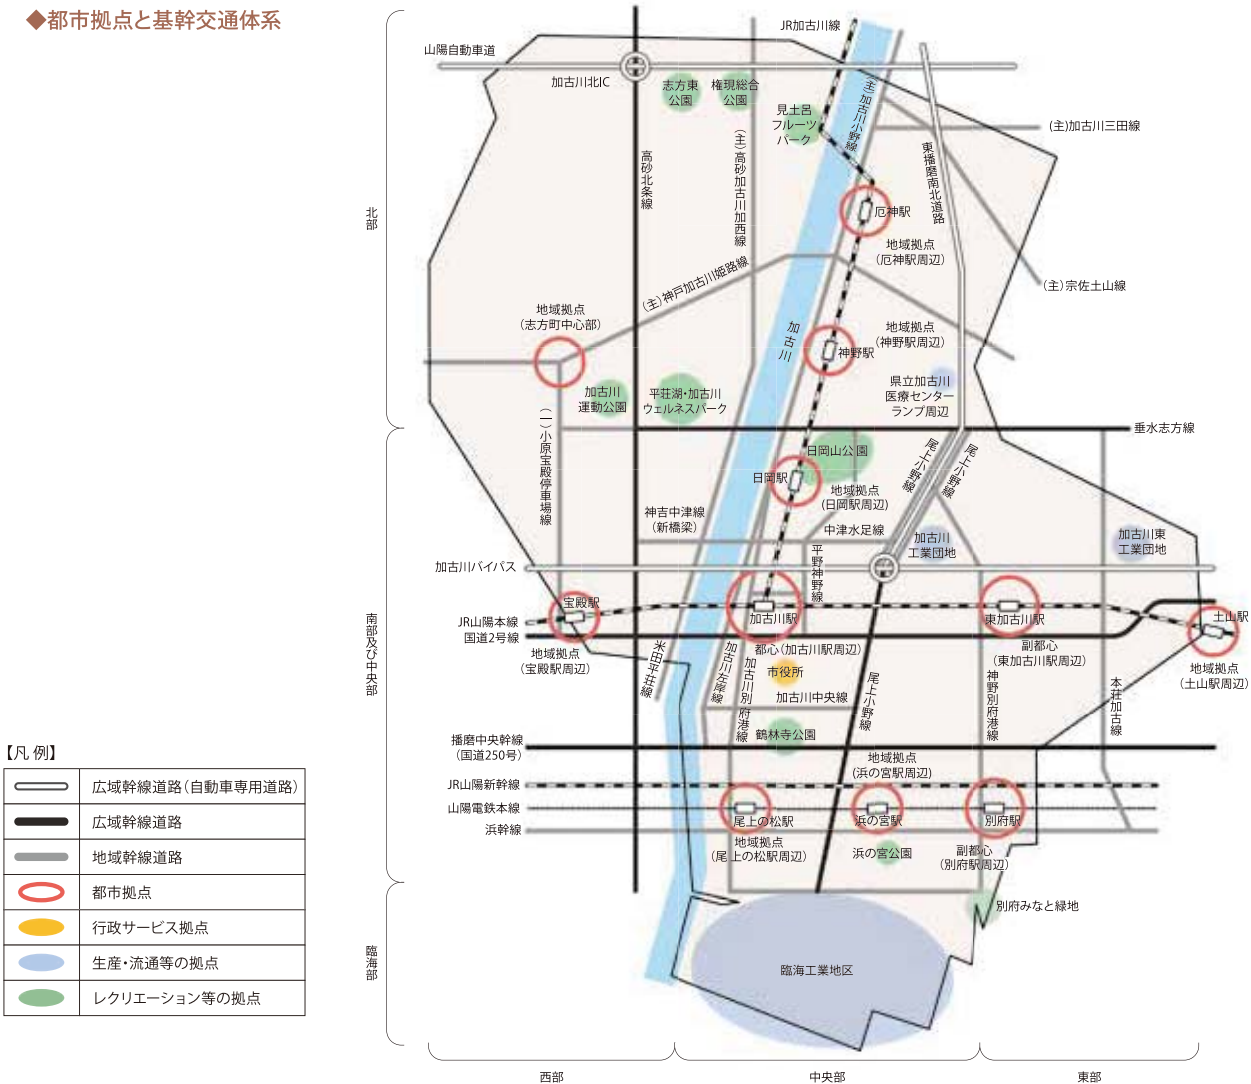 ◆都市拠点と基幹交通体系
JR加古川線
山陽自動車道
加古川北IC
志方東
公園
権現総合
公園
見土呂
フルーツ
パーク
(主)加古川小野線
(主)加古川三田線
東播磨南北道路
高砂北条線
(主)高砂加古川加西線
北部
厄神駅
地域拠点
(厄神駅周辺)
(主)神戸加古川姫路線
(主)宗佐土山線
地域拠点
(志方町中心部)
加古川
地域拠点
(神野駅周辺)
神野駅
県立加古川
医療センター
ランプ周辺
加古川
運動公園
平荘湖・加古川
ウェルネスパーク
(一)小原宝殿停車場線
垂水志方線
日岡山公園
尾上小野線
尾上小野線
日岡駅
地域拠点
(日岡駅周辺)
神吉中津線
(新橋梁)
中津水足線
加古川
工業団地
加古川東
工業団地
平野神野線
加古川バイパス
宝殿駅
加古川駅
東加古川駅
土山駅
JR山陽本線
国道2号線
南部及び中央部
地域拠点
(宝殿駅周辺)
米田平荘線
加古川左岸線
加古川別府港線
都心(加古川駅周辺)
市役所
副都心
(東加古川駅周辺)
地域拠点
(土山駅周辺)
加古川中央線
尾上小野線
神野別府港線
本荘加古線
鶴林寺公園
播磨中央幹線
(国道250号)
地域拠点
(浜の宮駅周辺)
JR山陽新幹線
山陽電鉄本線
浜幹線
尾上の松駅
浜の宮駅
別府駅
地域拠点
(尾上の松駅周辺)
浜の宮公園
副都心
(別府駅周辺)
別府みなと緑地
臨海部
臨海工業地区
西部
中央部
東部
【凡例】
広域幹線道路(自動車専用道路)
広域幹線道路
地域幹線道路
都市拠点
行政サービス拠点
生産・流通等の拠点
レクリエーション等の拠点